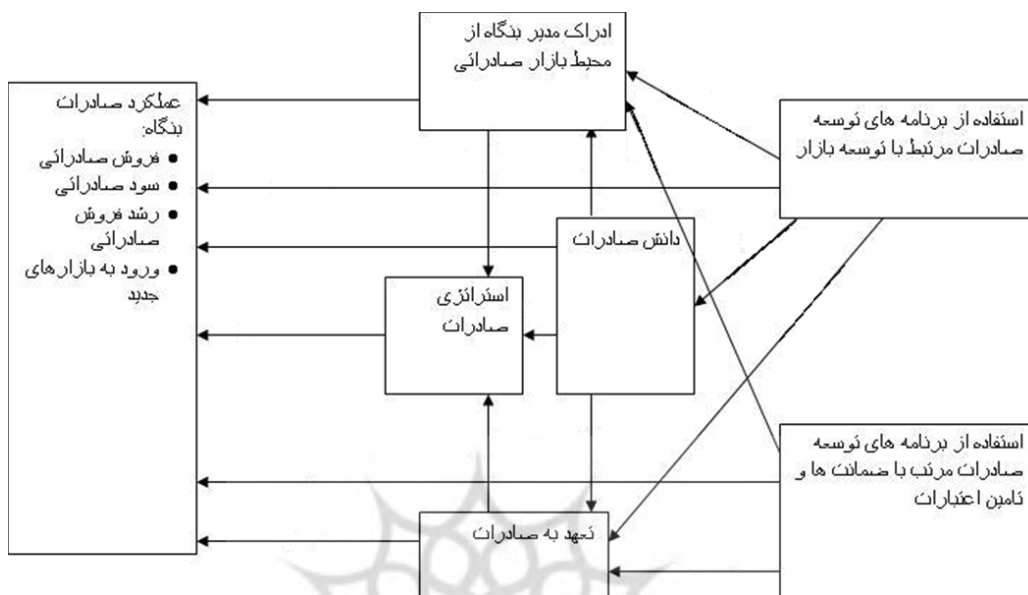 ادراک مدیر بنگاه از
محیط بازار صادراتی
استفاده از برنامه های توسعه
صادرات مرتبط با توسعه بازار
عملکرد صادرات
بنگاه:
• فروش صادراتی
• سود صادراتی
• رشد فروش
صادراتی
• ورود به بازارهای
جدید
دانش صادرات
استراتژی
صادرات
استفاده از برنامه های توسعه
صادرات مرتب با ضمانت ها و
تامین اعتبارات
تعهد به صادرات